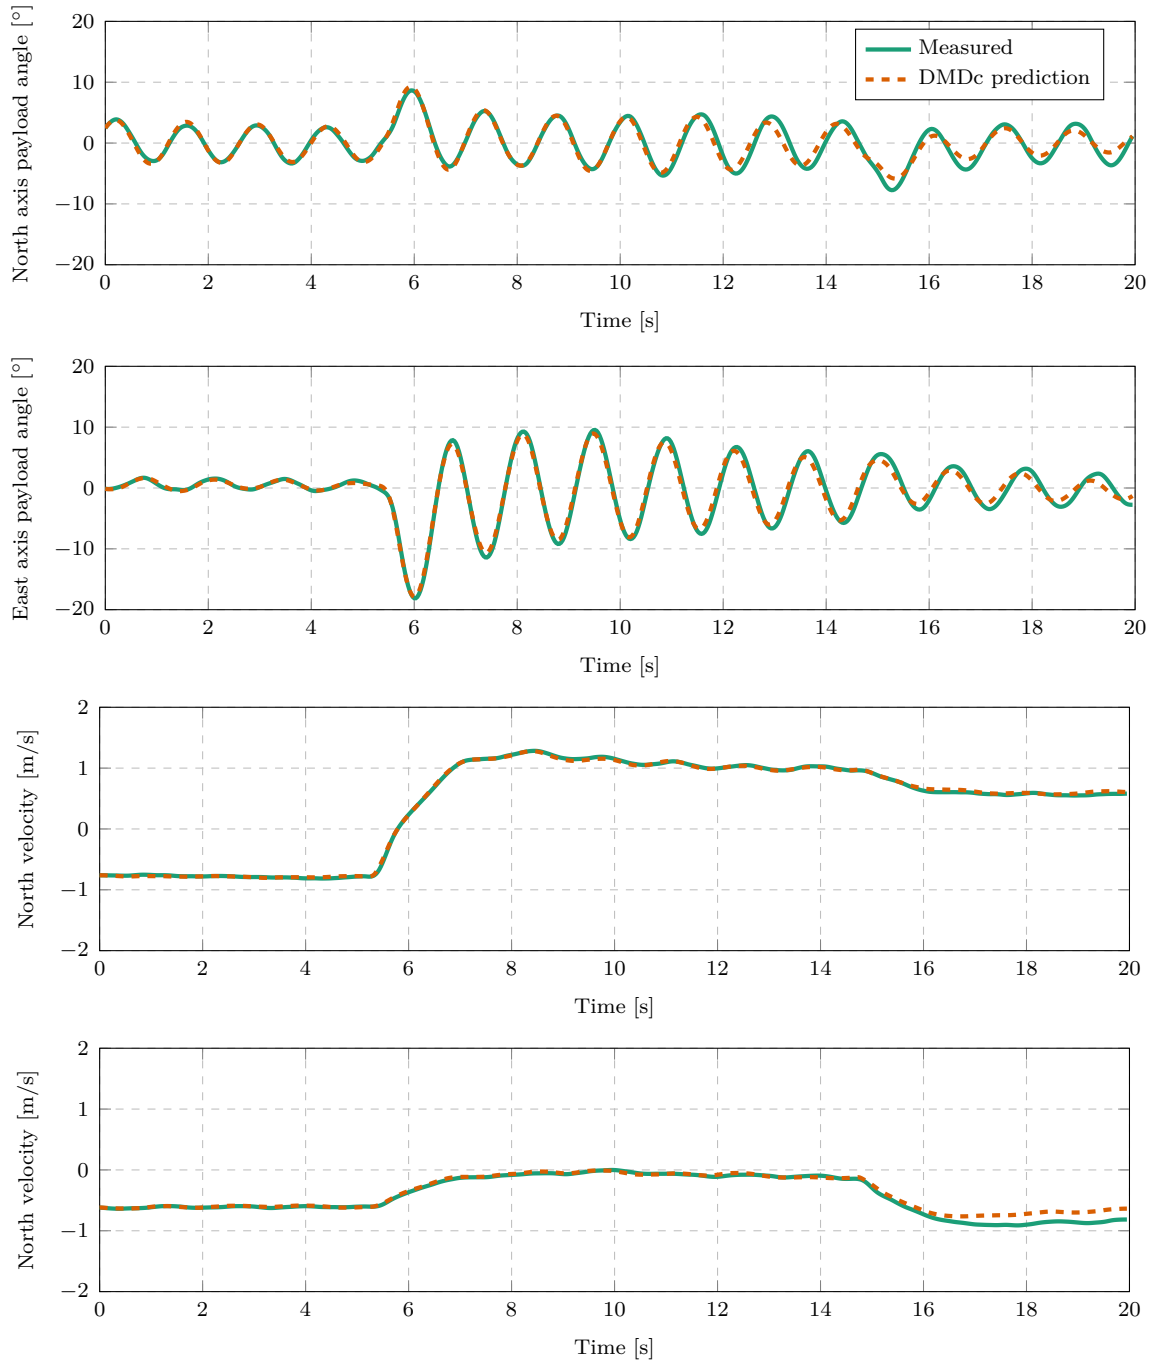 North axis payload angle [°]
20
10
0
−10
−20
Measured
DMDc prediction
0 2 4 6 8 10 12 14 16 18 20
Time [s]
East axis payload angle [°]
20
10
0
−10
−20
0 2 4 6 8 10 12 14 16 18 20
Time [s]
North velocity [m/s]
2
1
0
−1
−2
0 2 4 6 8 10 12 14 16 18 20
Time [s]
North velocity [m/s]
2
1
0
−1
−2
0 2 4 6 8 10 12 14 16 18 20
Time [s]